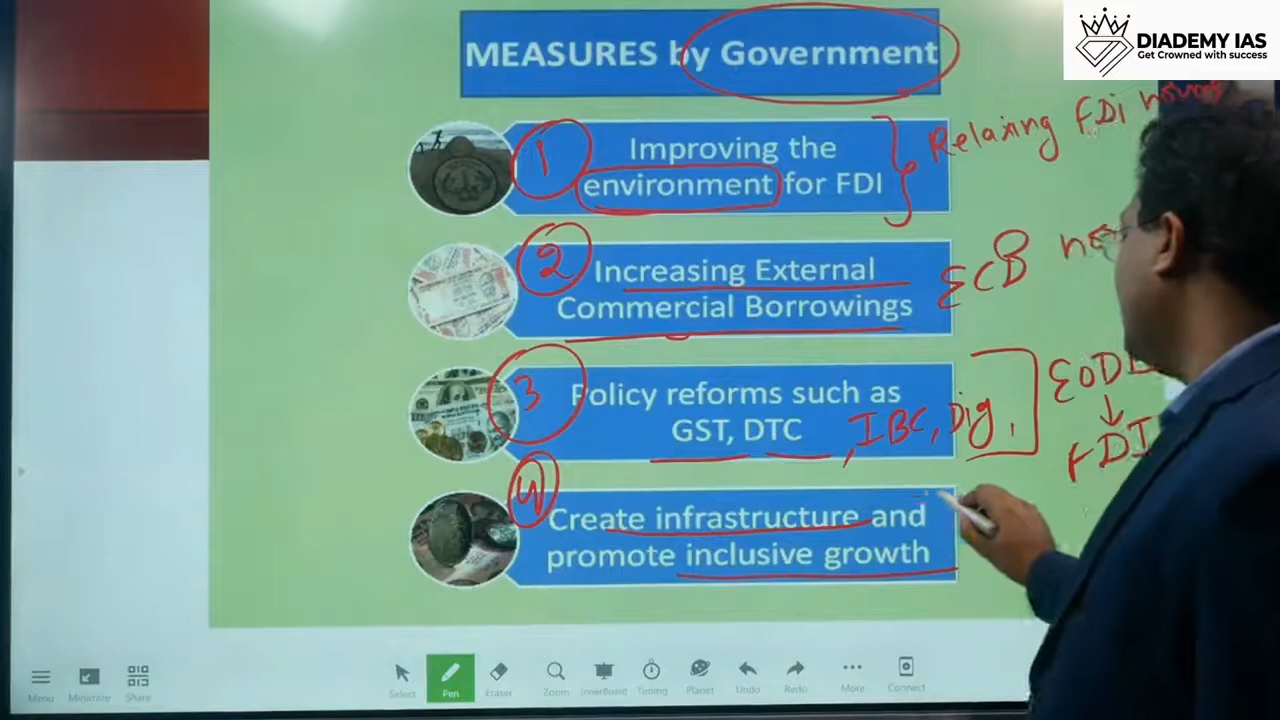 DIADEMY IAS
Get Crowned with success
MEASURES by Government
1
Improving the
environment for FDI
Relaxing FDi
2
Increasing External
Commercial Borrowings
ECB
3
Policy reforms such as
GST, DTC
, IBC, Dig,
FDI
4
Create infrastructure and
promote inclusive growth
Menu
Minimize
Share
Select
Pen
Eraser
Zoom
InnerBoard
Timing
Planet
Undo
Redo
More
Connect